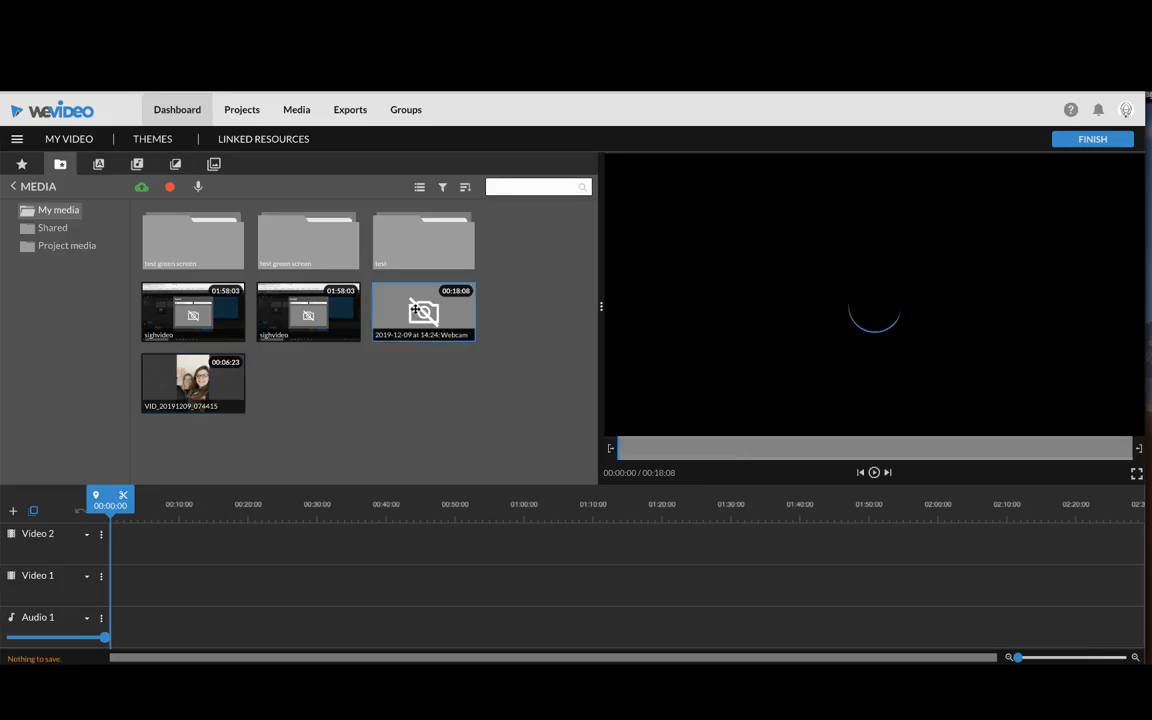 wevideo
Dashboard
Projects
Media
Exports
Groups
MY VIDEO
THEMES
LINKED RESOURCES
FINISH
MEDIA
My media
Shared
Project media
test green screen
test green screen
test
01:58:03
sighvideo
01:58:03
sighvideo
00:18:08
2019-12-09 at 14:24: Webcam
00:06:23
VID_20191209_074415
00:00:00 / 00:18:08
00:00:00
00:10:00
00:20:00
00:30:00
00:40:00
00:50:00
01:00:00
01:10:00
01:20:00
01:30:00
01:40:00
01:50:00
02:00:00
02:10:00
02:20:00
02:3
Video 2
Video 1
Audio 1
Nothing to save.